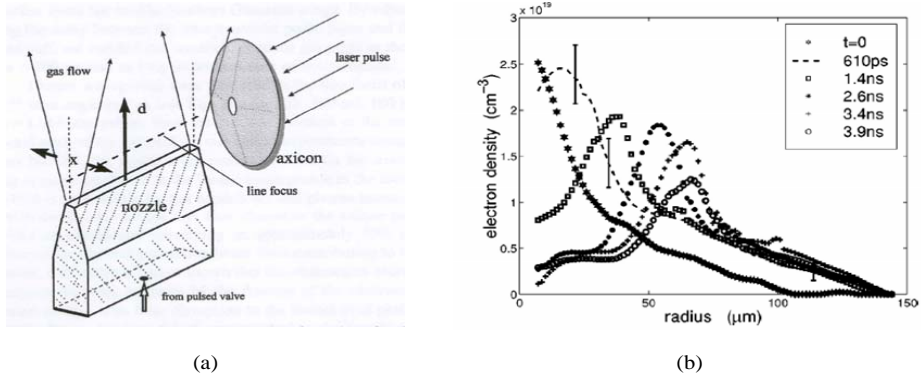 gas flow
d
x
laser pulse
axicon
line focus
nozzle
from pulsed valve
(a)
3
x 10^19
2.5
2
1.5
1
0.5
0
0
50
100
150
electron density (cm^-3)
radius (μm)
t=0
610ps
1.4ns
2.6ns
3.4ns
3.9ns
(b)